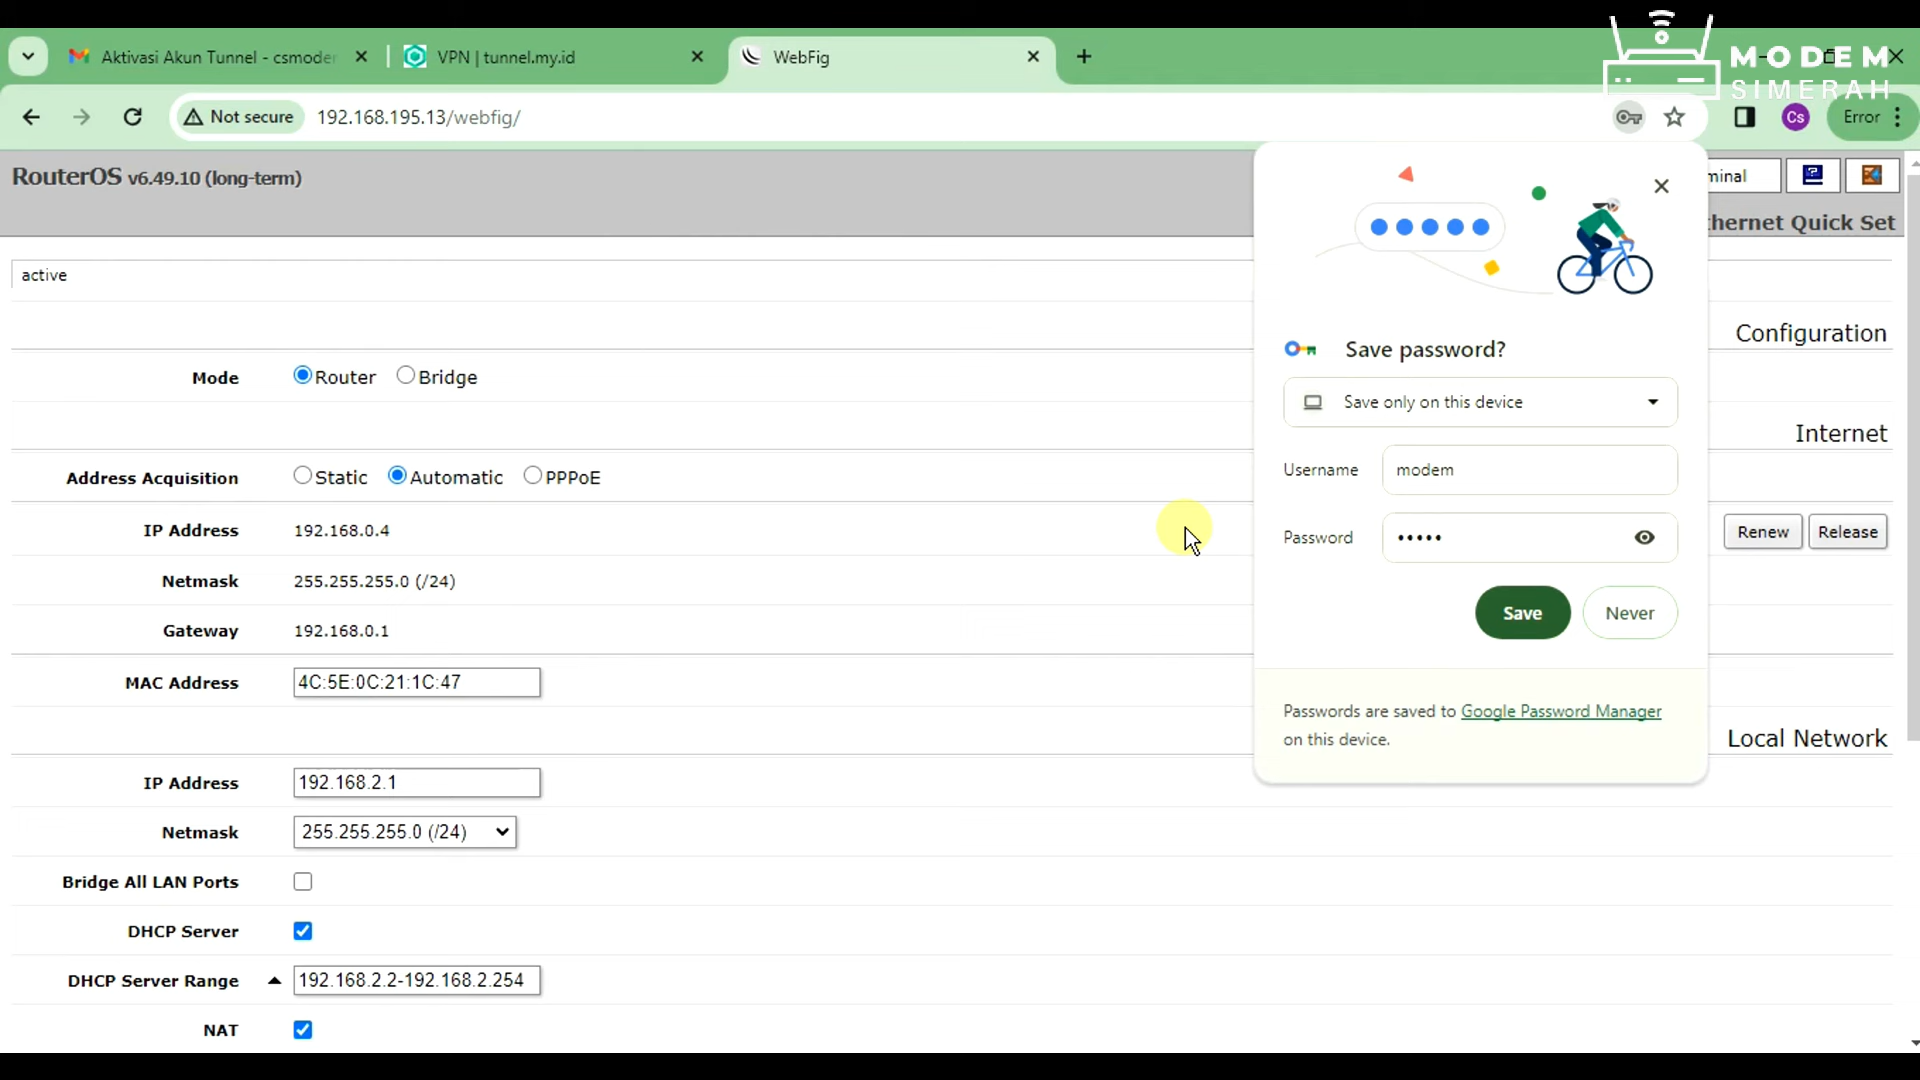 Aktivasi Akun Tunnel - csmoder
VPN | tunnel.my.id
WebFig
MODEM
SIMERAH
Not secure
192.168.195.13/webfig/
Cs
Error
RouterOS v6.49.10 (long-term)
minal
hernet Quick Set
active
Configuration
Mode
Router
Bridge
Internet
Address Acquisition
Static
Automatic
PPPoE
IP Address
192.168.0.4
Renew
Release
Netmask
255.255.255.0 (/24)
Gateway
192.168.0.1
MAC Address
4C:5E:0C:21:1C:47
Local Network
IP Address
192.168.2.1
Netmask
255.255.255.0 (/24)
Bridge All LAN Ports
DHCP Server
DHCP Server Range
192.168.2.2-192.168.2.254
NAT
Save password?
Save only on this device
Username
modem
Password
•••••
Save
Never
Passwords are saved to Google Password Manager
on this device.